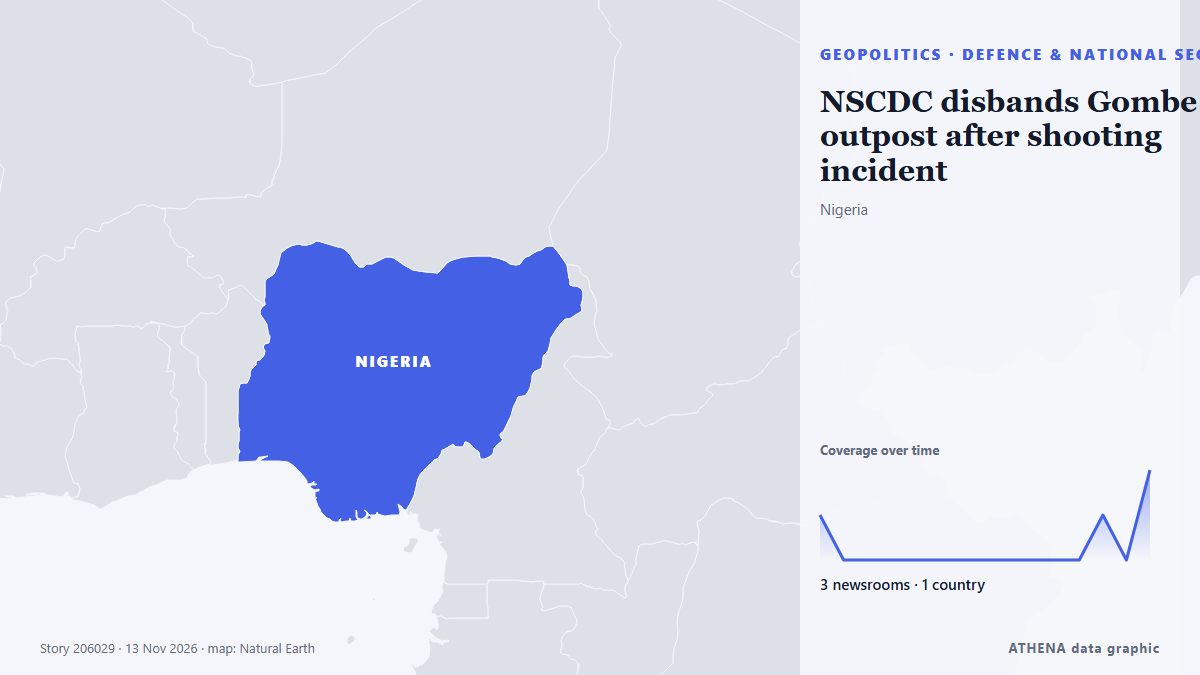 GEOPOLITICS · DEFENCE & NATIONAL
NSCDC disbands Gombe
outpost after shooting
incident
Nigeria
NIGERIA
Coverage over time
3 newsrooms · 1 country
Story 206029 · 13 Nov 2026 · map: Natural Earth
ATHENA data graphic